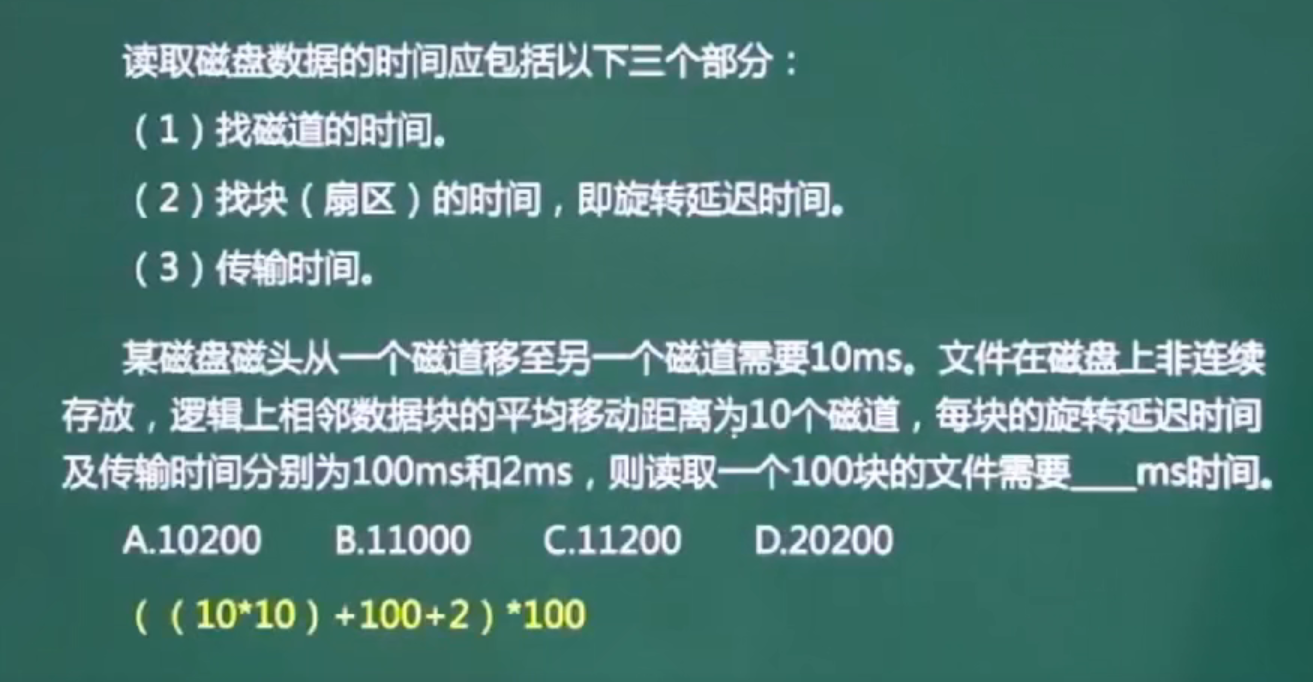 读取磁盘数据的时间应包括以下三个部分：
（1）找磁道的时间。
（2）找块（扇区）的时间，即旋转延迟时间。
（3）传输时间。
某磁盘磁头从一个磁道移至另一个磁道需要10ms。文件在磁盘上非连续
存放，逻辑上相邻数据块的平均移动距离为10个磁道，每块的旋转延迟时间
及传输时间分别为100ms和2ms，则读取一个100块的文件需要____ms时间。
A.10200 B.11000 C.11200 D.20200
（（10*10）+100+2）*100